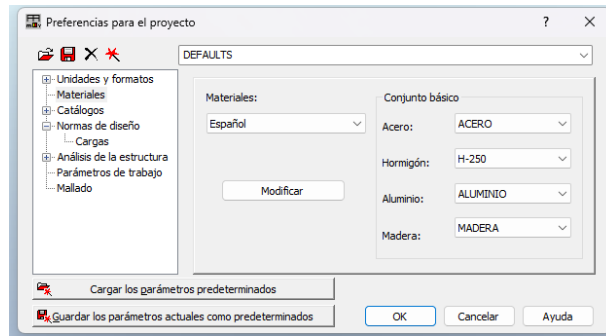 Preferencias para el proyecto
?
DEFAULTS
Unidades y formatos
Materiales
Catálogos
Normas de diseño
Cargas
Análisis de la estructura
Parámetros de trabajo
Mallado
Materiales:
Español
Modificar
Conjunto básico
Acero: ACERO
Hormigón: H-250
Aluminio: ALUMINIO
Madera: MADERA
Cargar los parámetros predeterminados
Guardar los parámetros actuales como predeterminados
OK Cancelar Ayuda